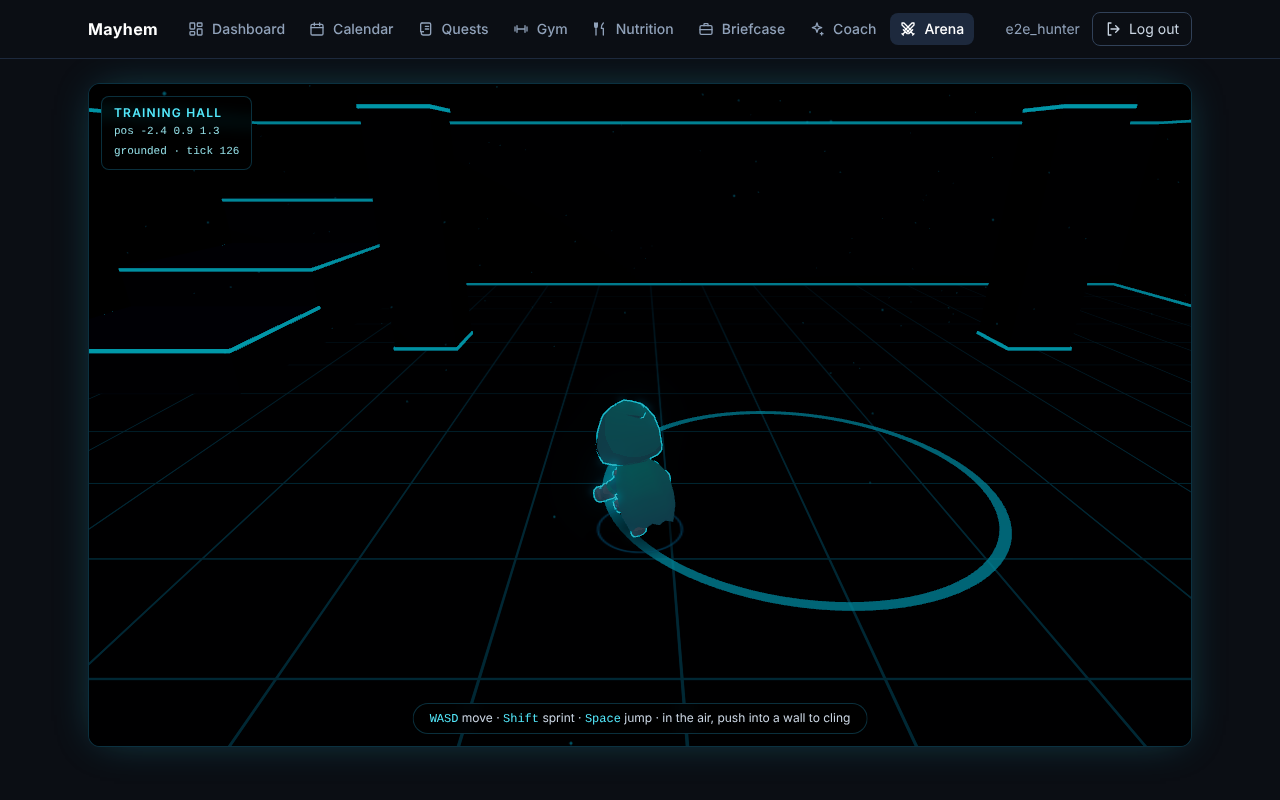 Mayhem Dashboard Calendar Quests Gym Nutrition Briefcase Coach Arena e2e_hunter Log out
TRAINING HALL
pos -2.4 0.9 1.3
grounded · tick 126
WASD move · Shift sprint · Space jump · in the air, push into a wall to cling